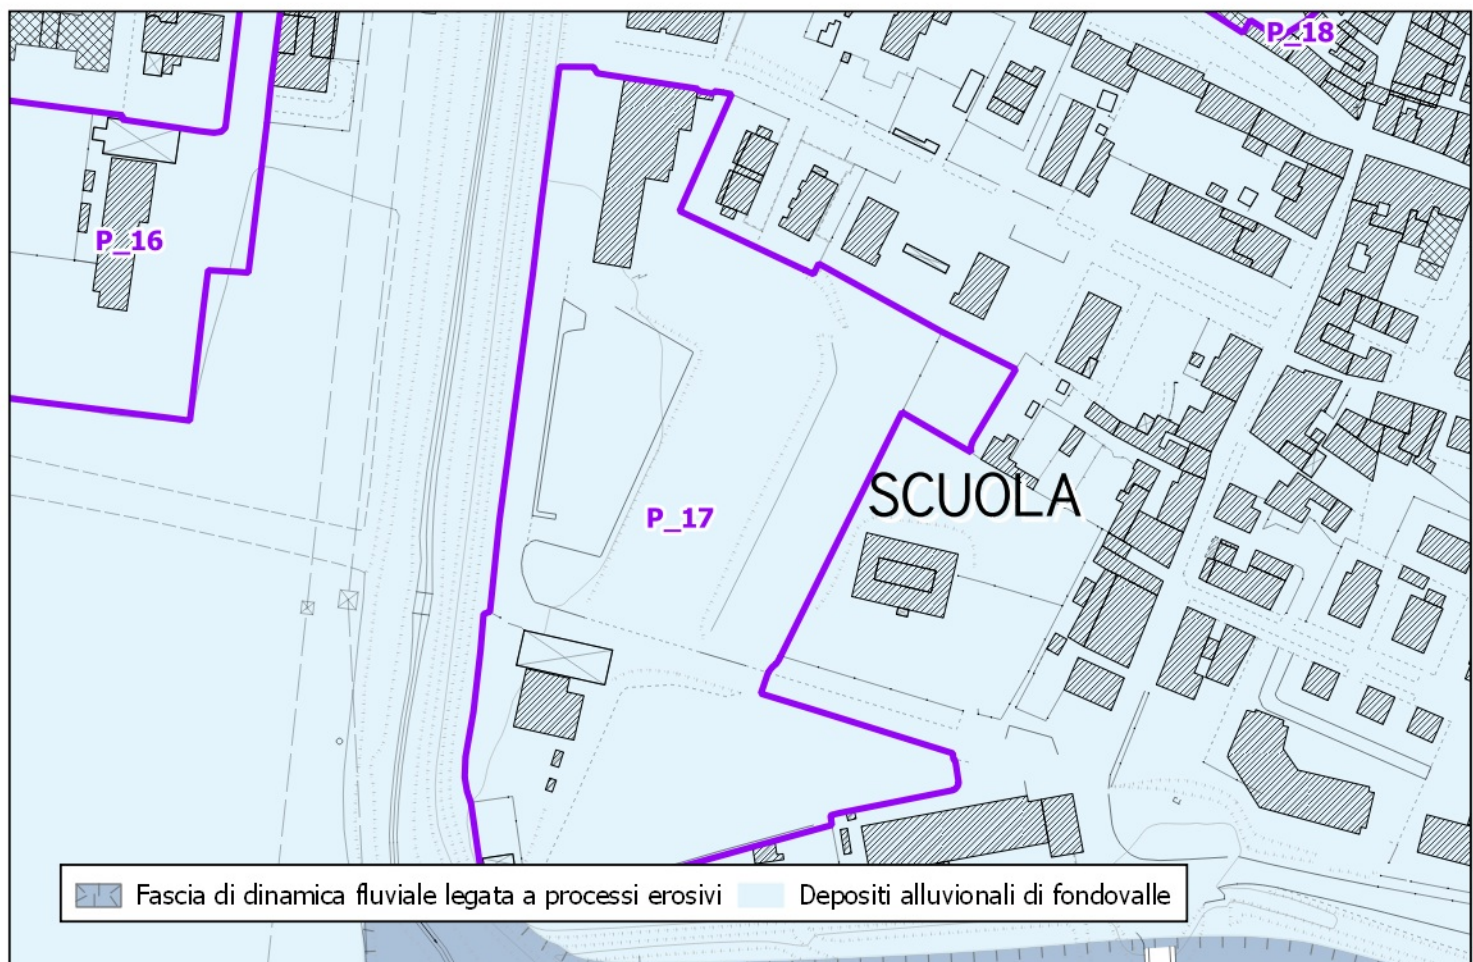 P_18
P_16
SCUOLA
P_17
Fascia di dinamica fluviale legata a processi erosivi
Depositi alluvionali di fondovalle